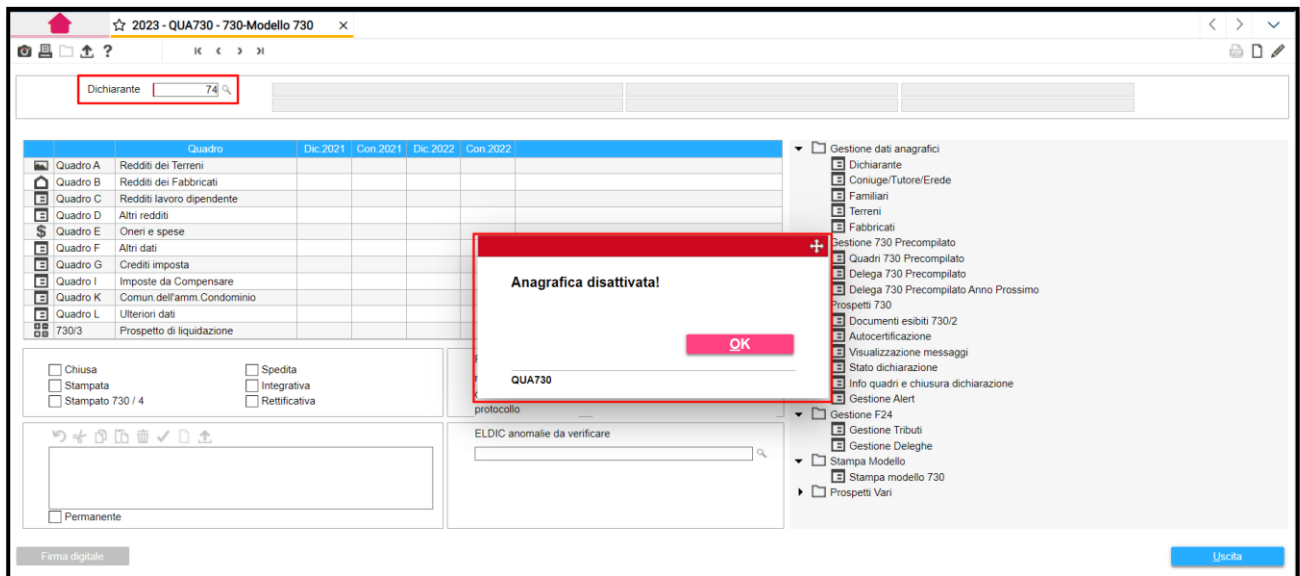 2023 - QUA730 - 730-Modello 730
?
Dichiarante 74
Quadro Dic.2021 Con.2021 Dic.2022 Con.2022
Quadro A Redditi dei Terreni
Quadro B Redditi dei Fabbricati
Quadro C Redditi lavoro dipendente
Quadro D Altri redditi
Quadro E Oneri e spese
Quadro F Altri dati
Quadro G Crediti imposta
Quadro I Imposte da Compensare
Quadro K Comun.dell'amm.Condominio
Quadro L Ulteriori dati
730/3 Prospetto di liquidazione
Chiusa Spedita
Stampata Integrativa
Stampato 730 / 4 Rettificativa
protocollo
Permanente
ELDIC anomalie da verificare
Anagrafica disattivata!
OK
QUA730
Gestione dati anagrafici
Dichiarante
Coniuge/Tutore/Erede
Familiari
Terreni
Fabbricati
Gestione 730 Precompilato
Quadri 730 Precompilato
Delega 730 Precompilato
Delega 730 Precompilato Anno Prossimo
Prospetti 730
Documenti esibiti 730/2
Autocertificazione
Visualizzazione messaggi
Stato dichiarazione
Info quadri e chiusura dichiarazione
Gestione Alert
Gestione F24
Gestione Tributi
Gestione Deleghe
Stampa Modello
Stampa modello 730
Prospetti Vari
Firma digitale
Uscita